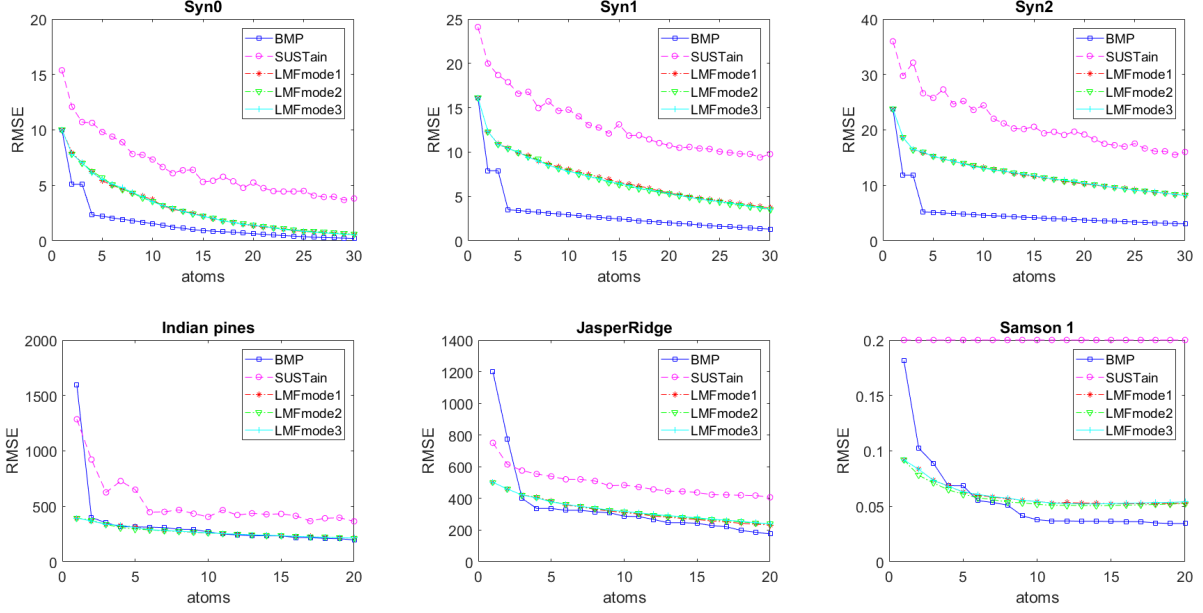 Syn0
20
15
10
5
0
RMSE
BMP
SUSTain
LMFmode1
LMFmode2
LMFmode3
0 5 10 15 20 25 30
atoms
Syn1
25
20
15
10
5
0
RMSE
BMP
SUSTain
LMFmode1
LMFmode2
LMFmode3
0 5 10 15 20 25 30
atoms
Syn2
40
30
20
10
0
RMSE
BMP
SUSTain
LMFmode1
LMFmode2
LMFmode3
0 5 10 15 20 25 30
atoms
Indian pines
2000
1500
1000
500
0
RMSE
BMP
SUSTain
LMFmode1
LMFmode2
LMFmode3
0 5 10 15 20
atoms
JasperRidge
1400
1200
1000
800
600
400
200
0
RMSE
BMP
SUSTain
LMFmode1
LMFmode2
LMFmode3
0 5 10 15 20
atoms
Samson 1
0.2
0.15
0.1
0.05
0
RMSE
BMP
SUSTain
LMFmode1
LMFmode2
LMFmode3
0 5 10 15 20
atoms